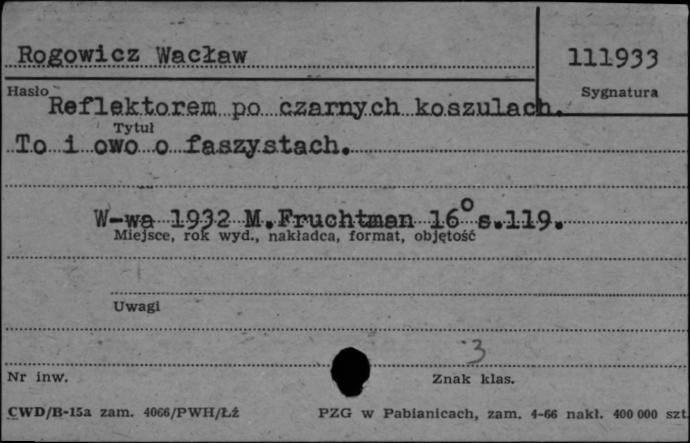 Rogowicz Wacław
111933
Hasło
Sygnatura
Reflektorem po czarnych koszulach.
Tytuł
To i owo o faszystach.
W-wa 1932 M.Fruchtman 16° s.119.
Miejsce, rok wyd., nakładca, format, objętość
Uwagi
3
Nr inw.
Znak klas.
CWD/B-15a zam. 4066/PWH/Łż
PZG w Pabianicach, zam. 4-66 nakł. 400 000 szt.